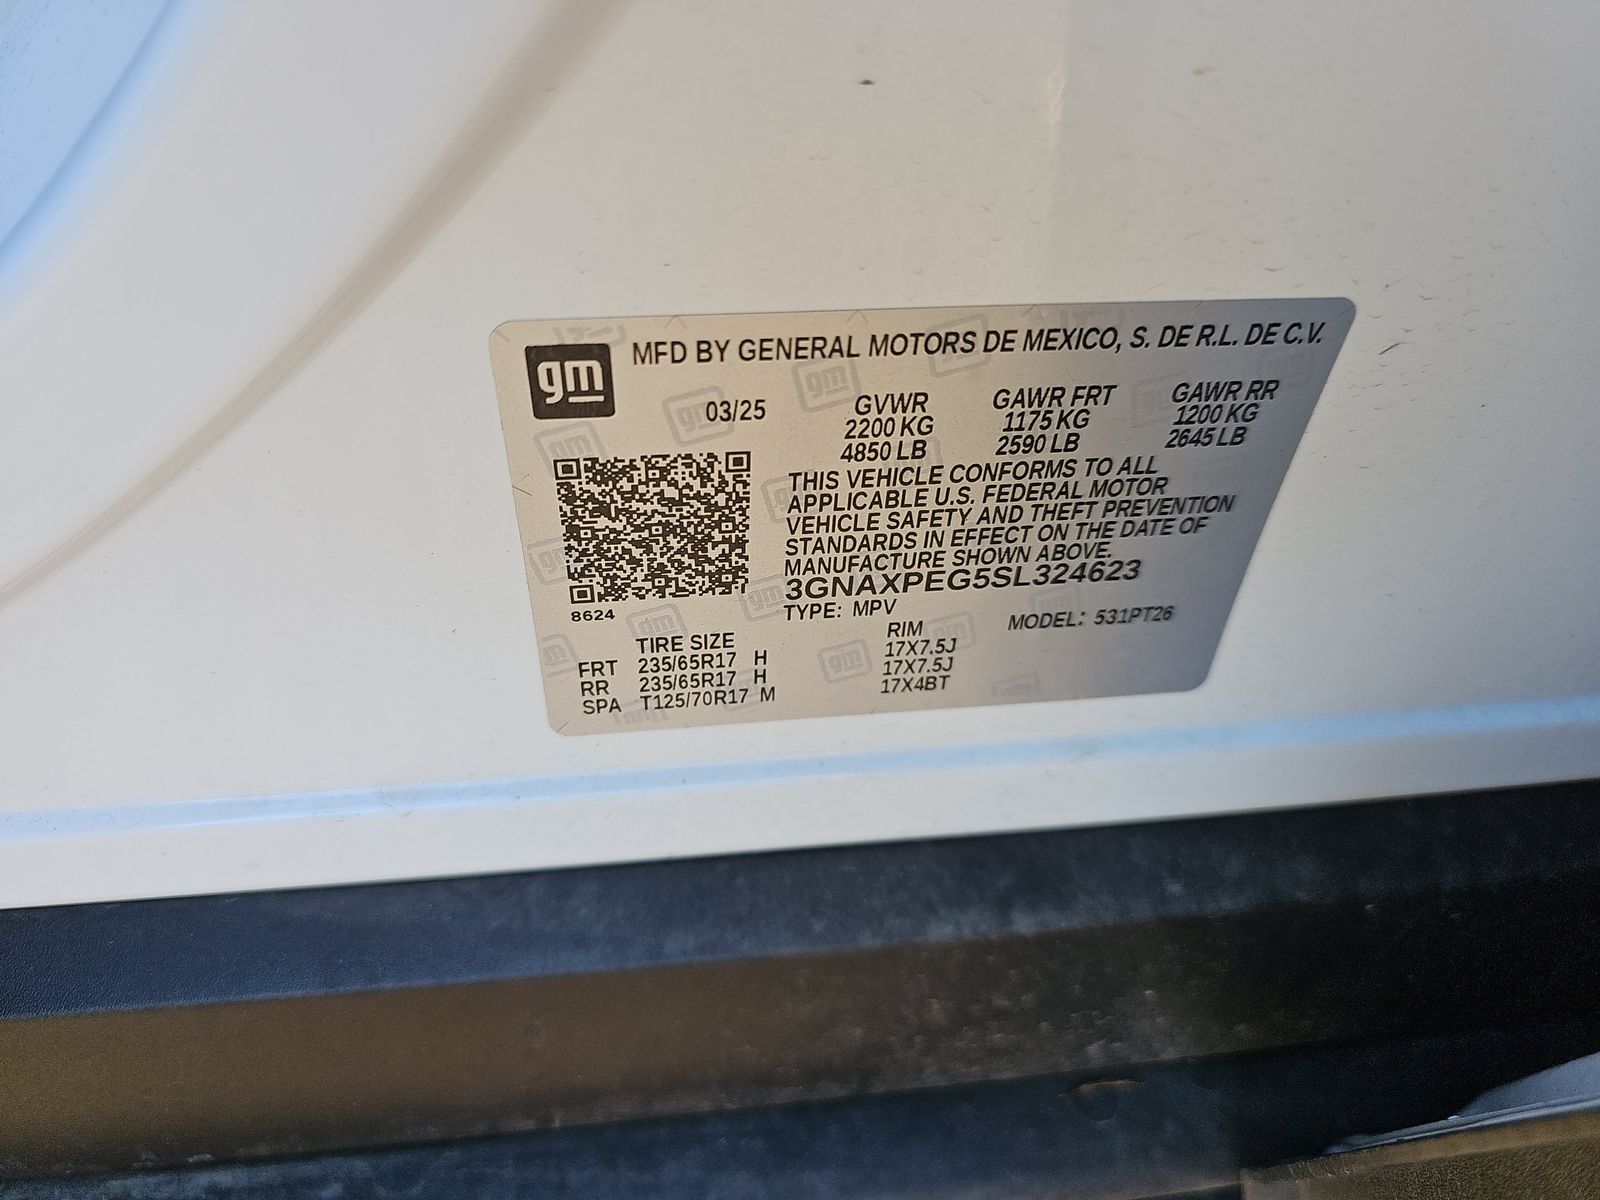 gm
MFD BY GENERAL MOTORS DE MEXICO, S. DE R.L. DE C.V.
03/25
GVWR GAWR FRT GAWR RR
2200 KG 1175 KG 1200 KG
4850 LB 2590 LB 2645 LB
THIS VEHICLE CONFORMS TO ALL
APPLICABLE U.S. FEDERAL MOTOR
VEHICLE SAFETY AND THEFT PREVENTION
STANDARDS IN EFFECT ON THE DATE OF
MANUFACTURE SHOWN ABOVE.
3GNAXPEG5SL324623
8624
TYPE: MPV MODEL: 531PT26
TIRE SIZE RIM
FRT 235/65R17 H 17X7.5J
RR 235/65R17 H 17X7.5J
SPA T125/70R17 M 17X4BT